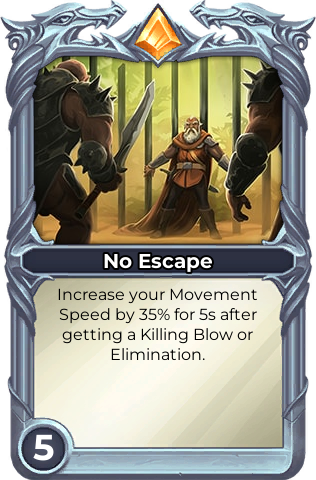 No Escape
Increase your Movement
Speed by 35% for 5s after
getting a Killing Blow or
Elimination.
5